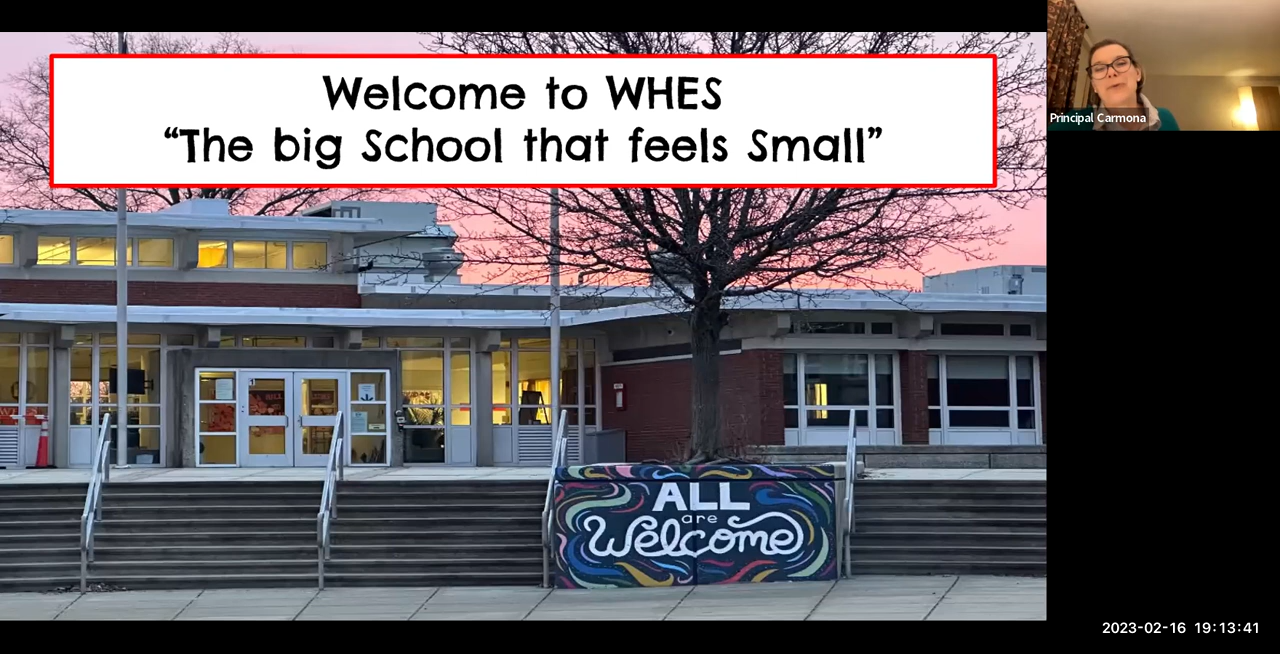 Welcome to WHES
“The big School that feels Small”
Principal Carmona
ALL
are
Welcome
2023-02-16 19:13:41